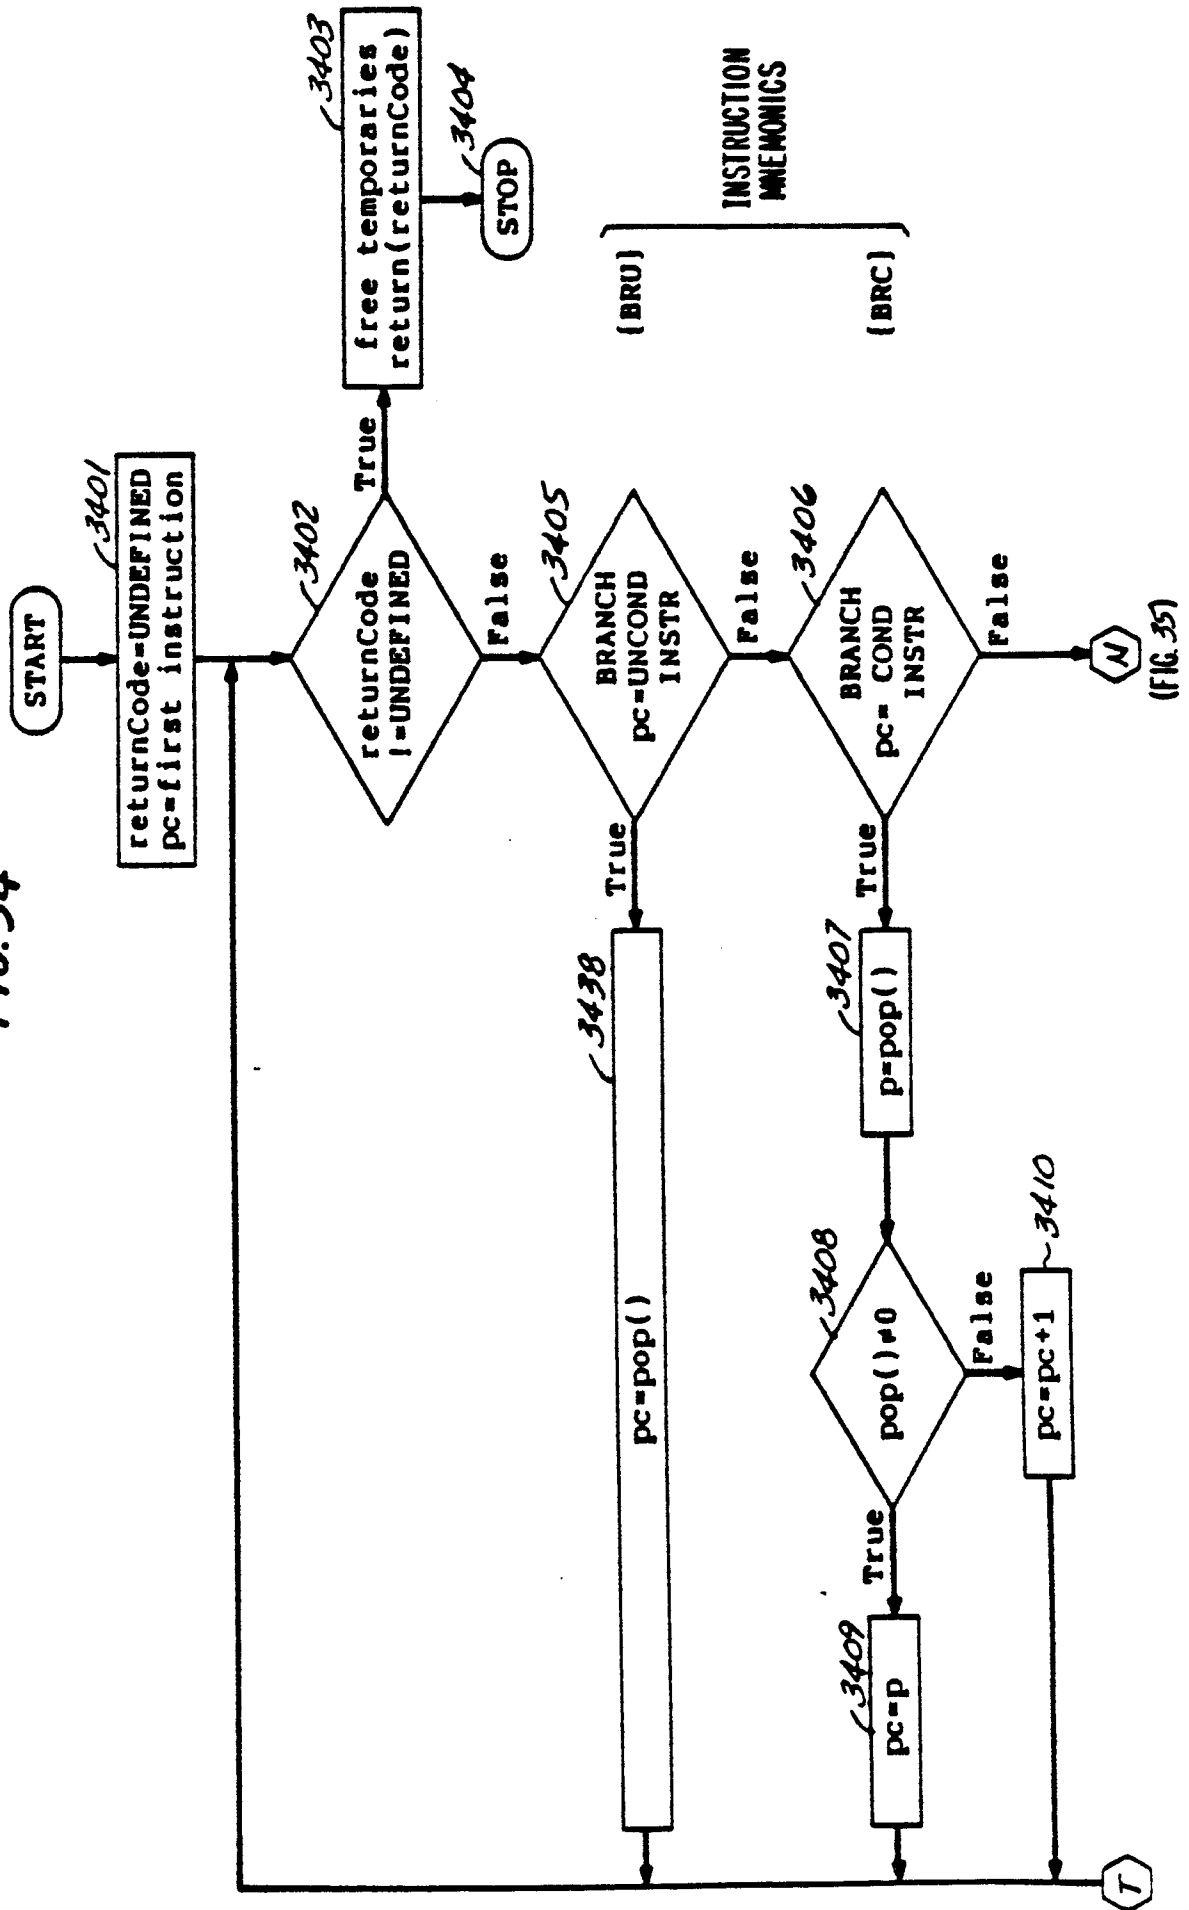 FIG. 34
START
3401
returnCode=UNDEFINED
pc=first instruction
3402
returnCode
!=UNDEFINED
True
False
3403
free temporaries
return(returnCode)
3404
STOP
3405
BRANCH
pc=UNCOND
INSTR
True
False
3438
pc=pop()
{BRU}
INSTRUCTION
MNEMONICS
3406
BRANCH
pc= COND
INSTR
True
False
{BRC}
3407
p=pop()
3408
pop()≠0
True
False
3409
pc=p
3410
pc=pc+1
T
N
(FIG. 35)